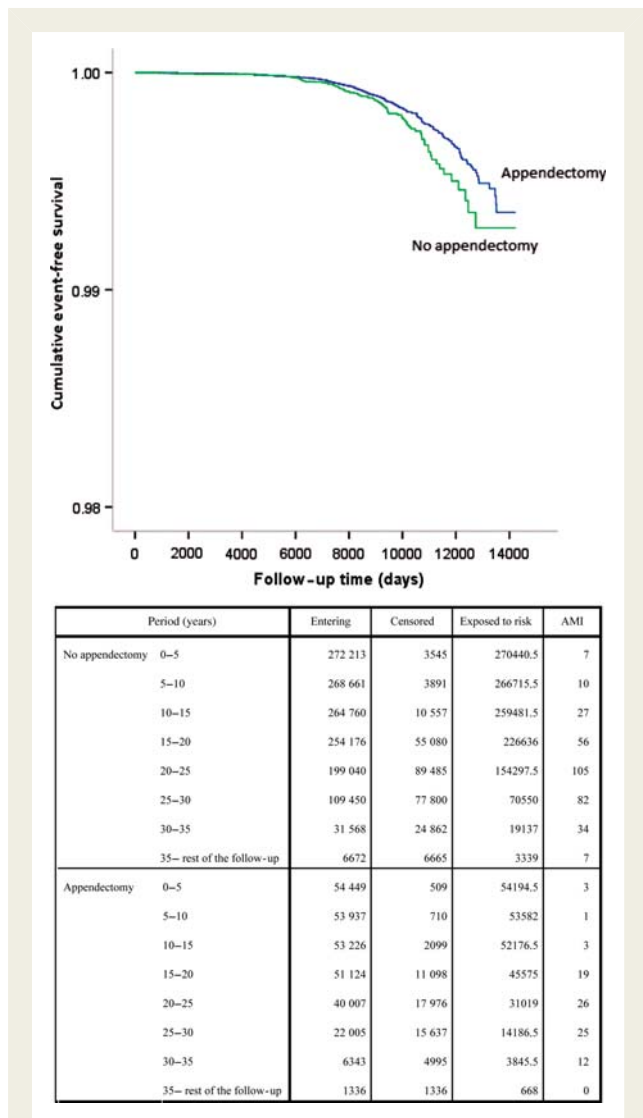 1.00
Appendectomy
No appendectomy
0.99
0.98
Cumulative event-free survival
0 2000 4000 6000 8000 10000 12000 14000
Follow-up time (days)
Period (years) Entering Censored Exposed to risk AMI
No appendectomy 0–5 272 213 3545 270440.5 7
5–10 268 661 3891 266715.5 10
10–15 264 760 10 557 259481.5 27
15–20 254 176 55 080 226636 56
20–25 199 040 89 485 154297.5 105
25–30 109 450 77 800 70550 82
30–35 31 568 24 862 19137 34
35– rest of the follow-up 6672 6665 3339 7
Appendectomy 0–5 54 449 509 54194.5 3
5–10 53 937 710 53582 1
10–15 53 226 2099 52176.5 3
15–20 51 124 11 098 45575 19
20–25 40 007 17 976 31019 26
25–30 22 005 15 637 14186.5 25
30–35 6343 4995 3845.5 12
35– rest of the follow-up 1336 1336 668 0